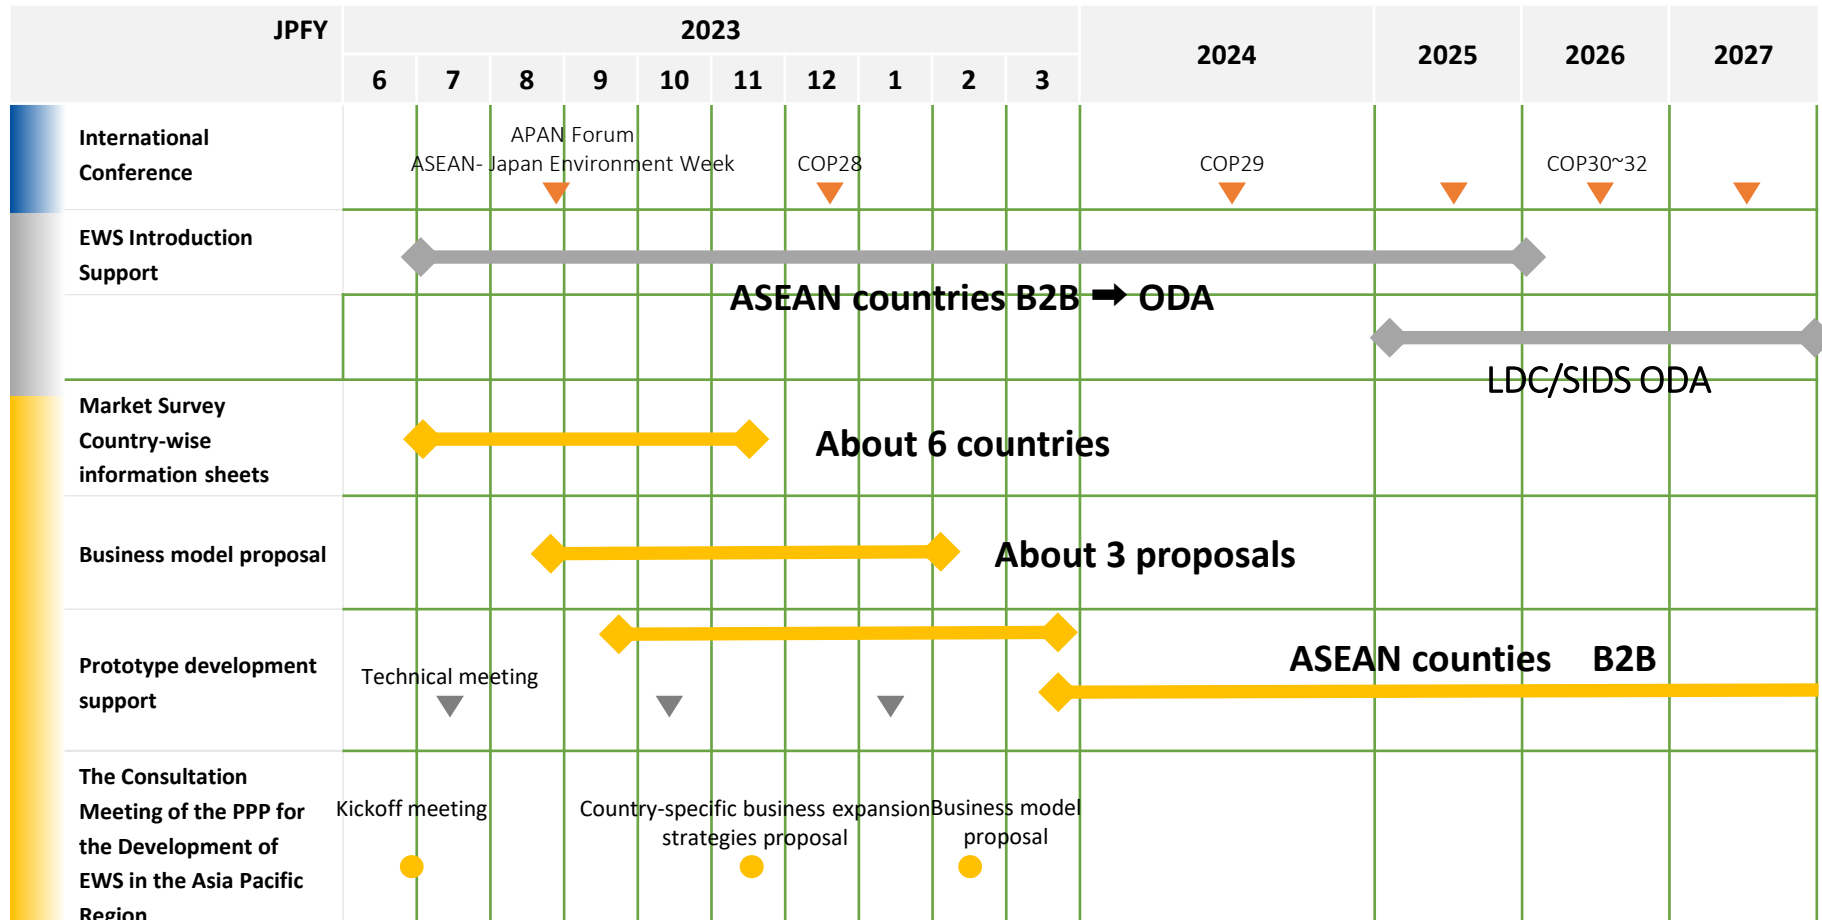 JPFY
2023
2024
2025
2026
2027
6 7 8 9 10 11 12 1 2 3
International
Conference
APAN Forum
ASEAN- Japan Environment Week
COP28
COP29
COP30~32
EWS Introduction
Support
ASEAN countries B2B ➡ ODA
LDC/SIDS ODA
Market Survey
Country-wise
information sheets
About 6 countries
Business model proposal
About 3 proposals
Prototype development
support
Technical meeting
ASEAN counties B2B
The Consultation
Meeting of the PPP for
the Development of
EWS in the Asia Pacific
Region
Kickoff meeting
Country-specific business expansion
strategies proposal
Business model
proposal